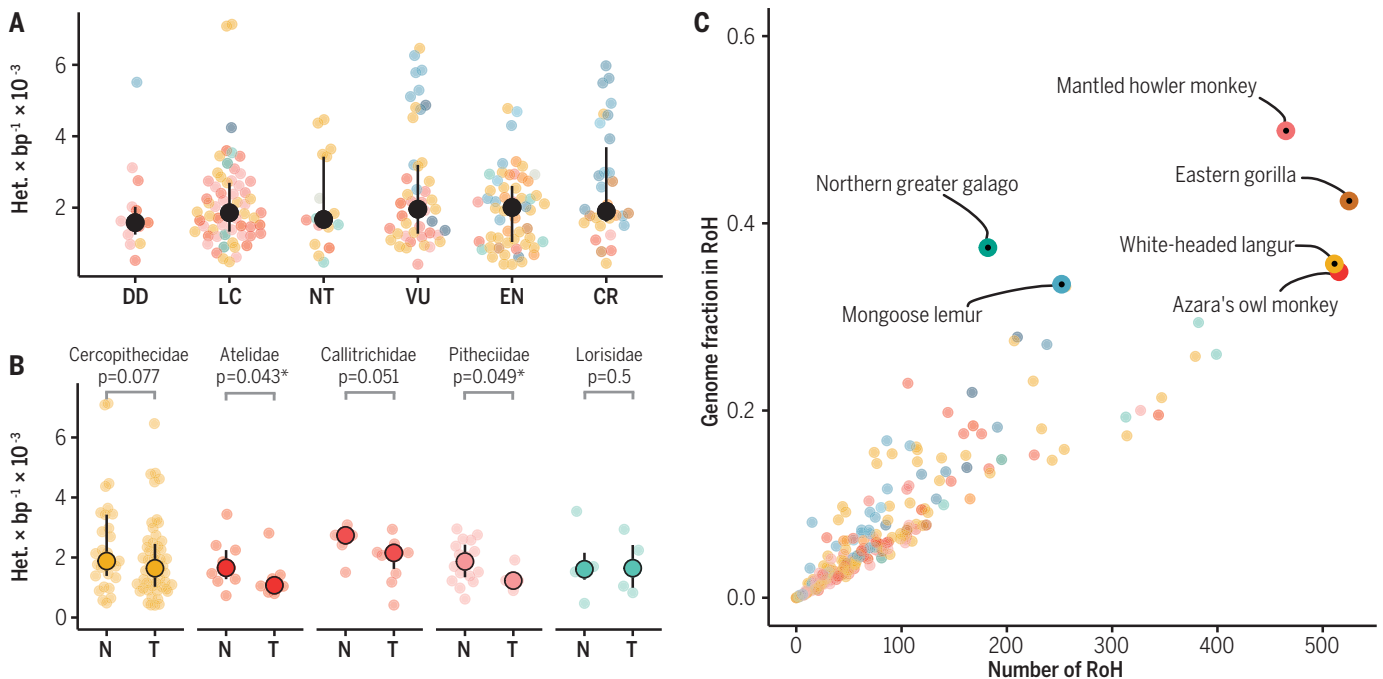 A
Het. × bp⁻¹ × 10⁻³
6
4
2
DD LC NT VU EN CR
B
Cercopithecidae Atelidae Callitrichidae Pitheciidae Lorisidae
p=0.077 p=0.043* p=0.051 p=0.049* p=0.5
Het. × bp⁻¹ × 10⁻³
6
4
2
0
N T N T N T N T N T
C
Genome fraction in RoH
0.6
0.4
0.2
0.0
Mantled howler monkey
Eastern gorilla
Northern greater galago
White-headed langur
Azara's owl monkey
Mongoose lemur
0 100 200 300 400 500
Number of RoH